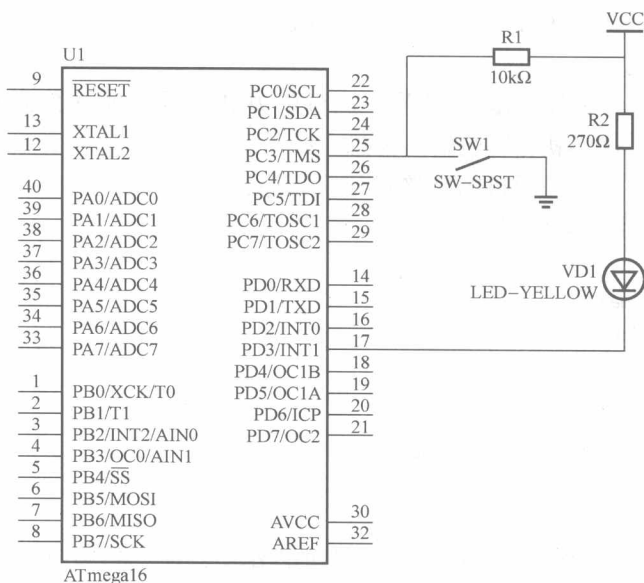 VCC
R1
10kΩ
R2
270Ω
SW1
SW-SPST
VD1
LED-YELLOW
U1
9 RESET
13 XTAL1
12 XTAL2
40 PA0/ADC0
39 PA1/ADC1
38 PA2/ADC2
37 PA3/ADC3
36 PA4/ADC4
35 PA5/ADC5
34 PA6/ADC6
33 PA7/ADC7
1 PB0/XCK/T0
2 PB1/T1
3 PB2/INT2/AIN0
4 PB3/OC0/AIN1
5 PB4/SS
6 PB5/MOSI
7 PB6/MISO
8 PB7/SCK
PC0/SCL 22
PC1/SDA 23
PC2/TCK 24
PC3/TMS 25
PC4/TDO 26
PC5/TDI 27
PC6/TOSC1 28
PC7/TOSC2 29
PD0/RXD 14
PD1/TXD 15
PD2/INT0 16
PD3/INT1 17
PD4/OC1B 18
PD5/OC1A 19
PD6/ICP 20
PD7/OC2 21
AVCC 30
AREF 32
ATmega16